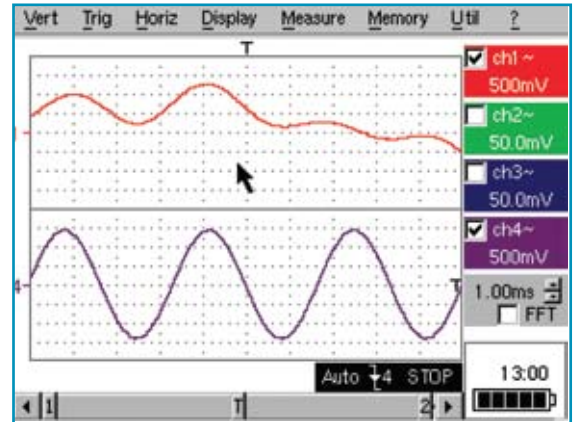 Vert Trig Horiz Display Measure Memory Util ?
T
ch1 ~
500mV
ch2~
50.0mV
ch3~
50.0mV
ch4~
500mV
4
T
1.00ms
FFT
Auto 4 STOP
13:00
1 T 2